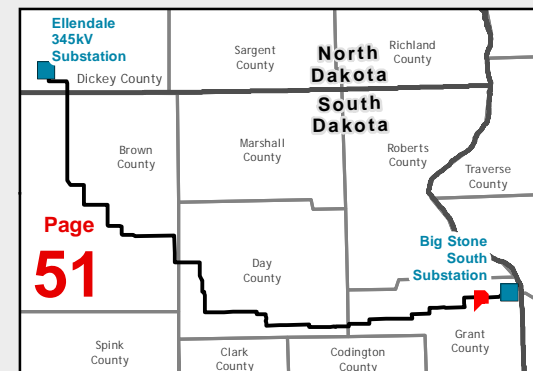 Ellendale
345kV
Substation
Dickey County
Sargent
County
North
Dakota
Richland
County
South
Dakota
Brown
County
Marshall
County
Roberts
County
Traverse
County
Page
51
Day
County
Big Stone
South
Substation
Grant
County
Spink
County
Clark
County
Codington
County